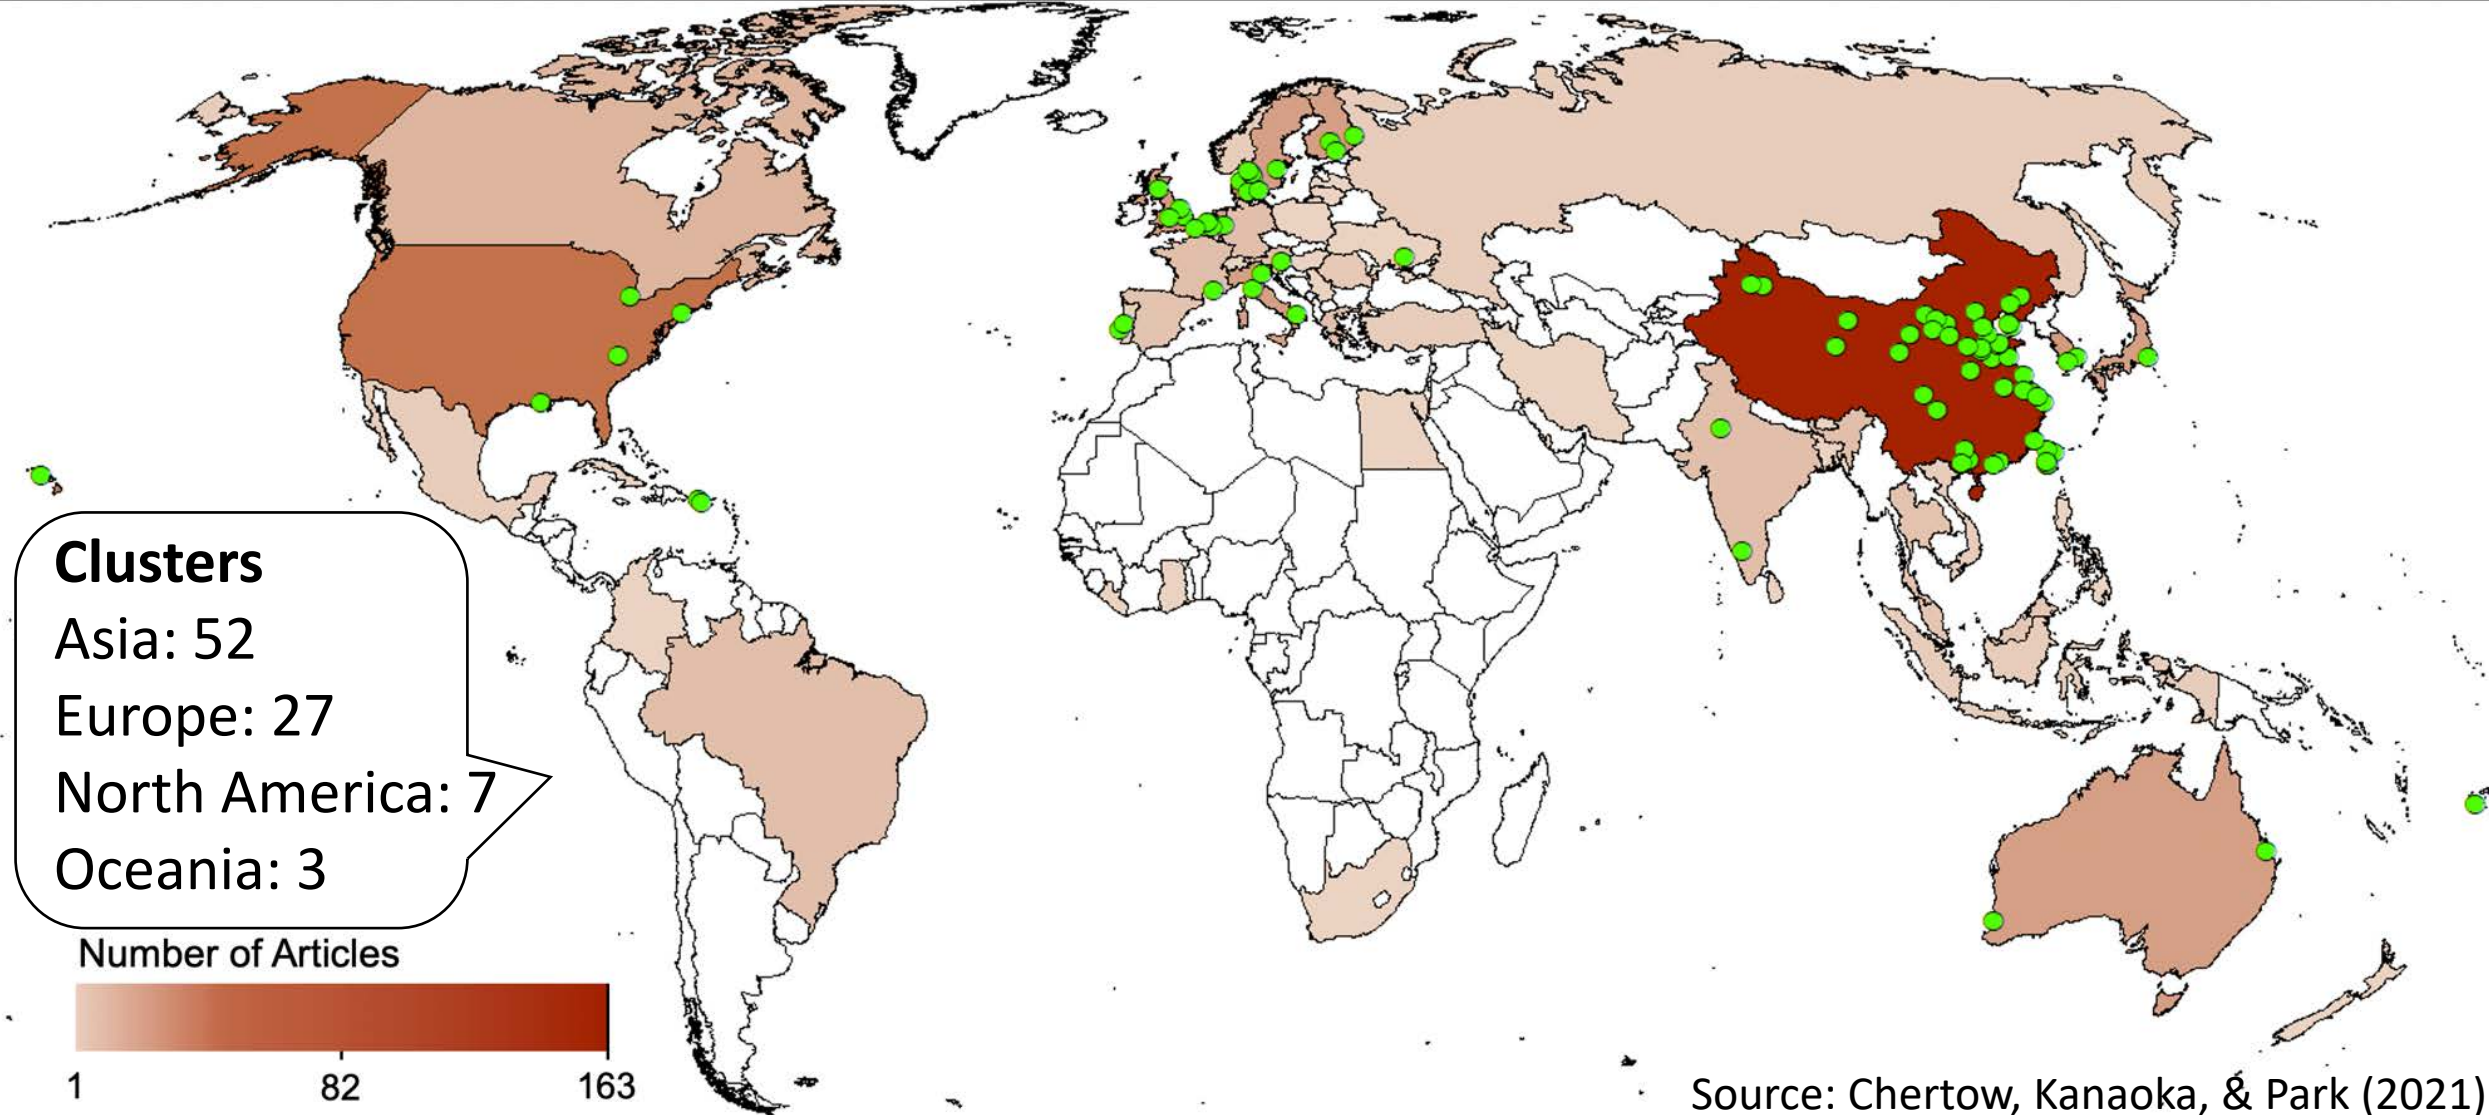 Clusters
Asia: 52
Europe: 27
North America: 7
Oceania: 3
Number of Articles
1 82 163
Source: Chertow, Kanaoka, & Park (2021)